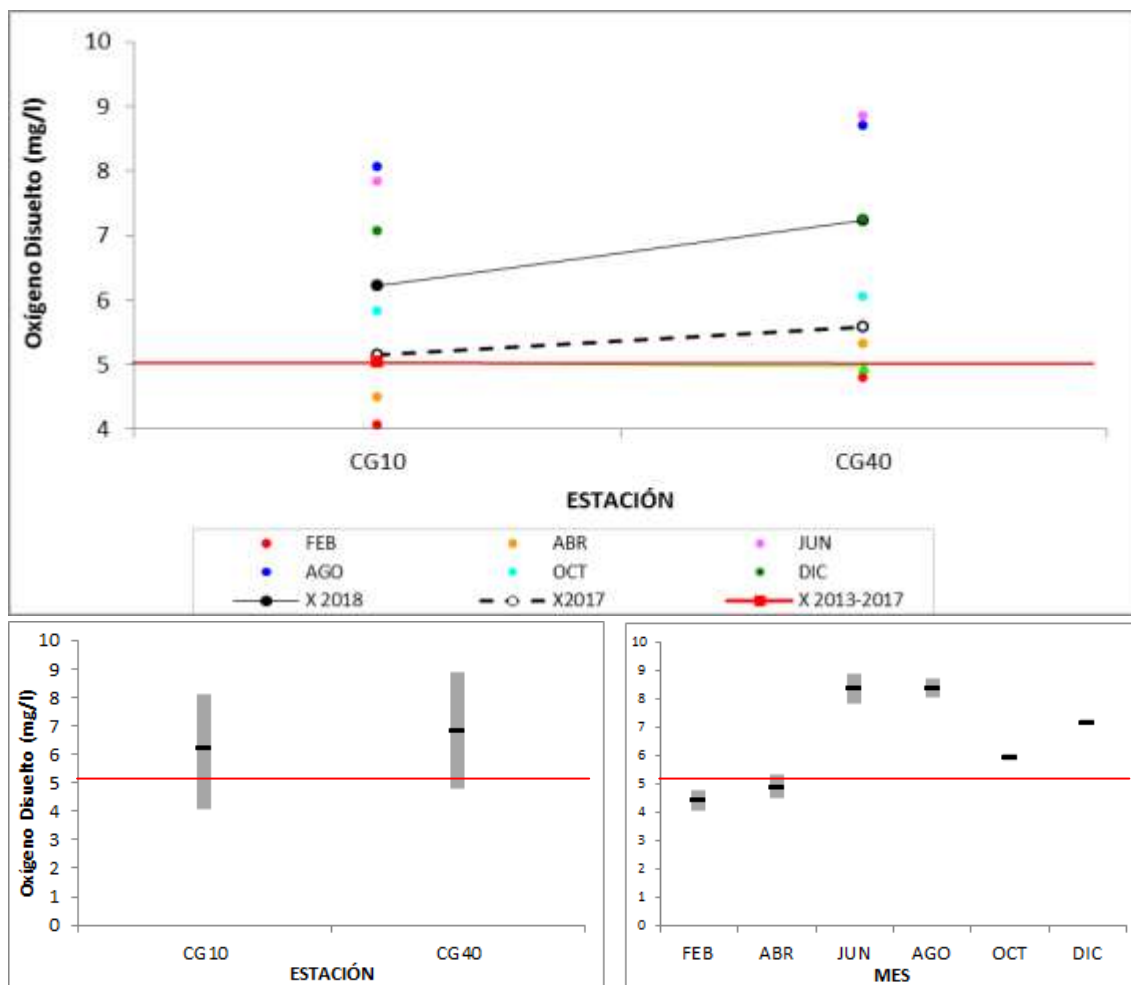 Oxígeno Disuelto (mg/l)
10
9
8
7
6
5
4
CG10 CG40
ESTACIÓN
FEB ABR JUN
AGO OCT DIC
X 2018 X2017 X 2013-2017
Oxígeno Disuelto (mg/l)
10
9
8
7
6
5
4
3
2
1
0
CG10 CG40
ESTACIÓN
10
9
8
7
6
5
4
3
2
1
0
FEB ABR JUN AGO OCT DIC
MES